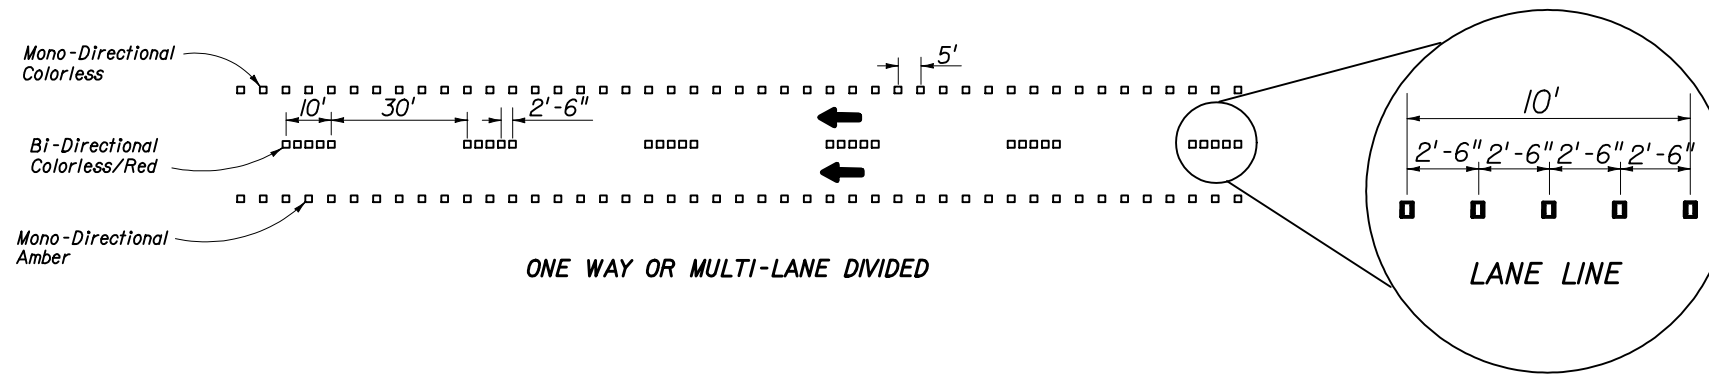 Mono-Directional
Colorless
5'
10'
30'
2'-6"
Bi-Directional
Colorless/Red
Mono-Directional
Amber
ONE WAY OR MULTI-LANE DIVIDED
10'
2'-6" 2'-6" 2'-6" 2'-6"
LANE LINE